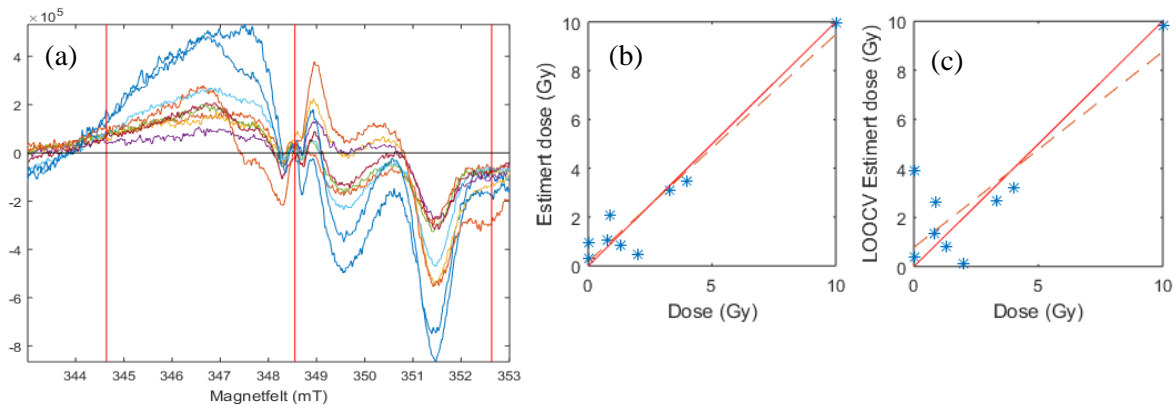 × 10⁵
(a)
4
2
0
-2
-4
-6
-8
344 345 346 347 348 349 350 351 352 353
Magnetfelt (mT)
(b)
10
8
6
4
2
0
0 5 10
Estimert dose (Gy)
Dose (Gy)
(c)
10
8
6
4
2
0
0 5 10
LOOCV Estimert dose (Gy)
Dose (Gy)